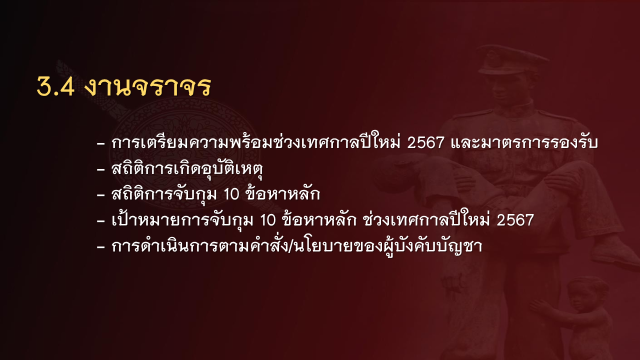 3.4 งานจราจร
- การเตรียมความพร้อมช่วงเทศกาลปีใหม่ 2567 และมาตรการรองรับ
- สถิติการเกิดอุบัติเหตุ
- สถิติการจับกุม 10 ข้อหาหลัก
- เป้าหมายการจับกุม 10 ข้อหาหลัก ช่วงเทศกาลปีใหม่ 2567
- การดำเนินการตามคำสั่ง/นโยบายของผู้บังคับบัญชา